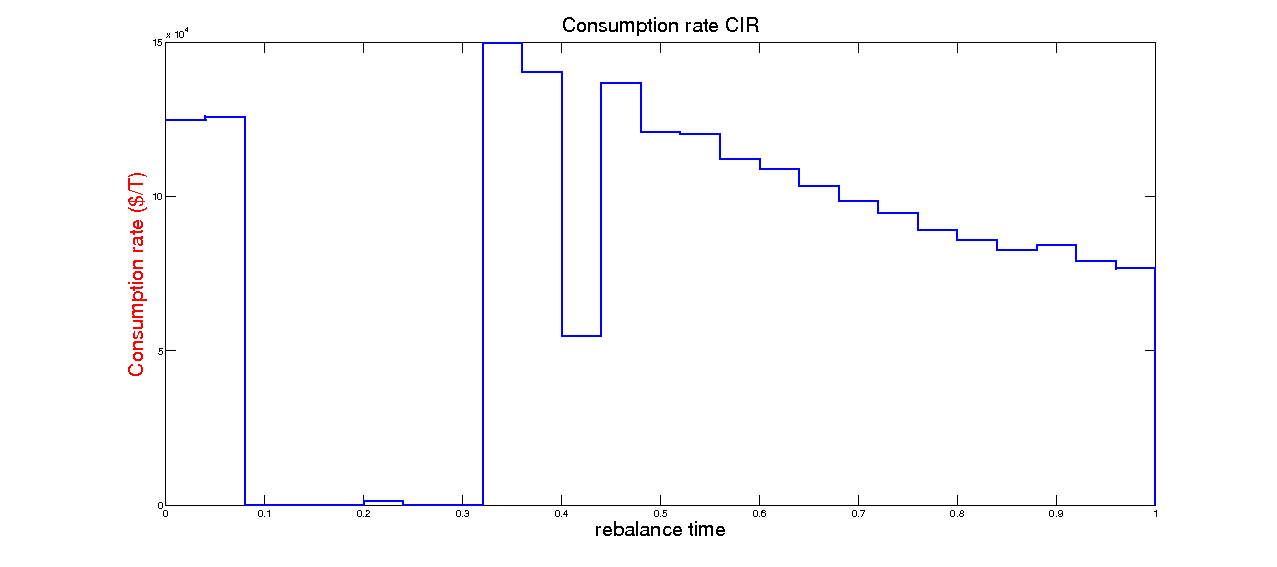 Consumption rate CIR
x 10^4
15
10
5
0
Consumption rate ($/T)
0 0.1 0.2 0.3 0.4 0.5 0.6 0.7 0.8 0.9 1
rebalance time